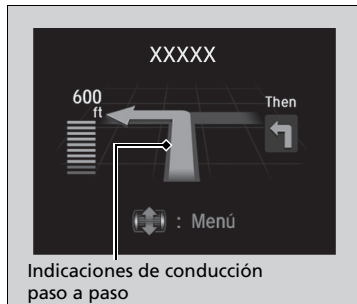 XXXXX
600
ft
Then
: Menú
Indicaciones de conducción
paso a paso